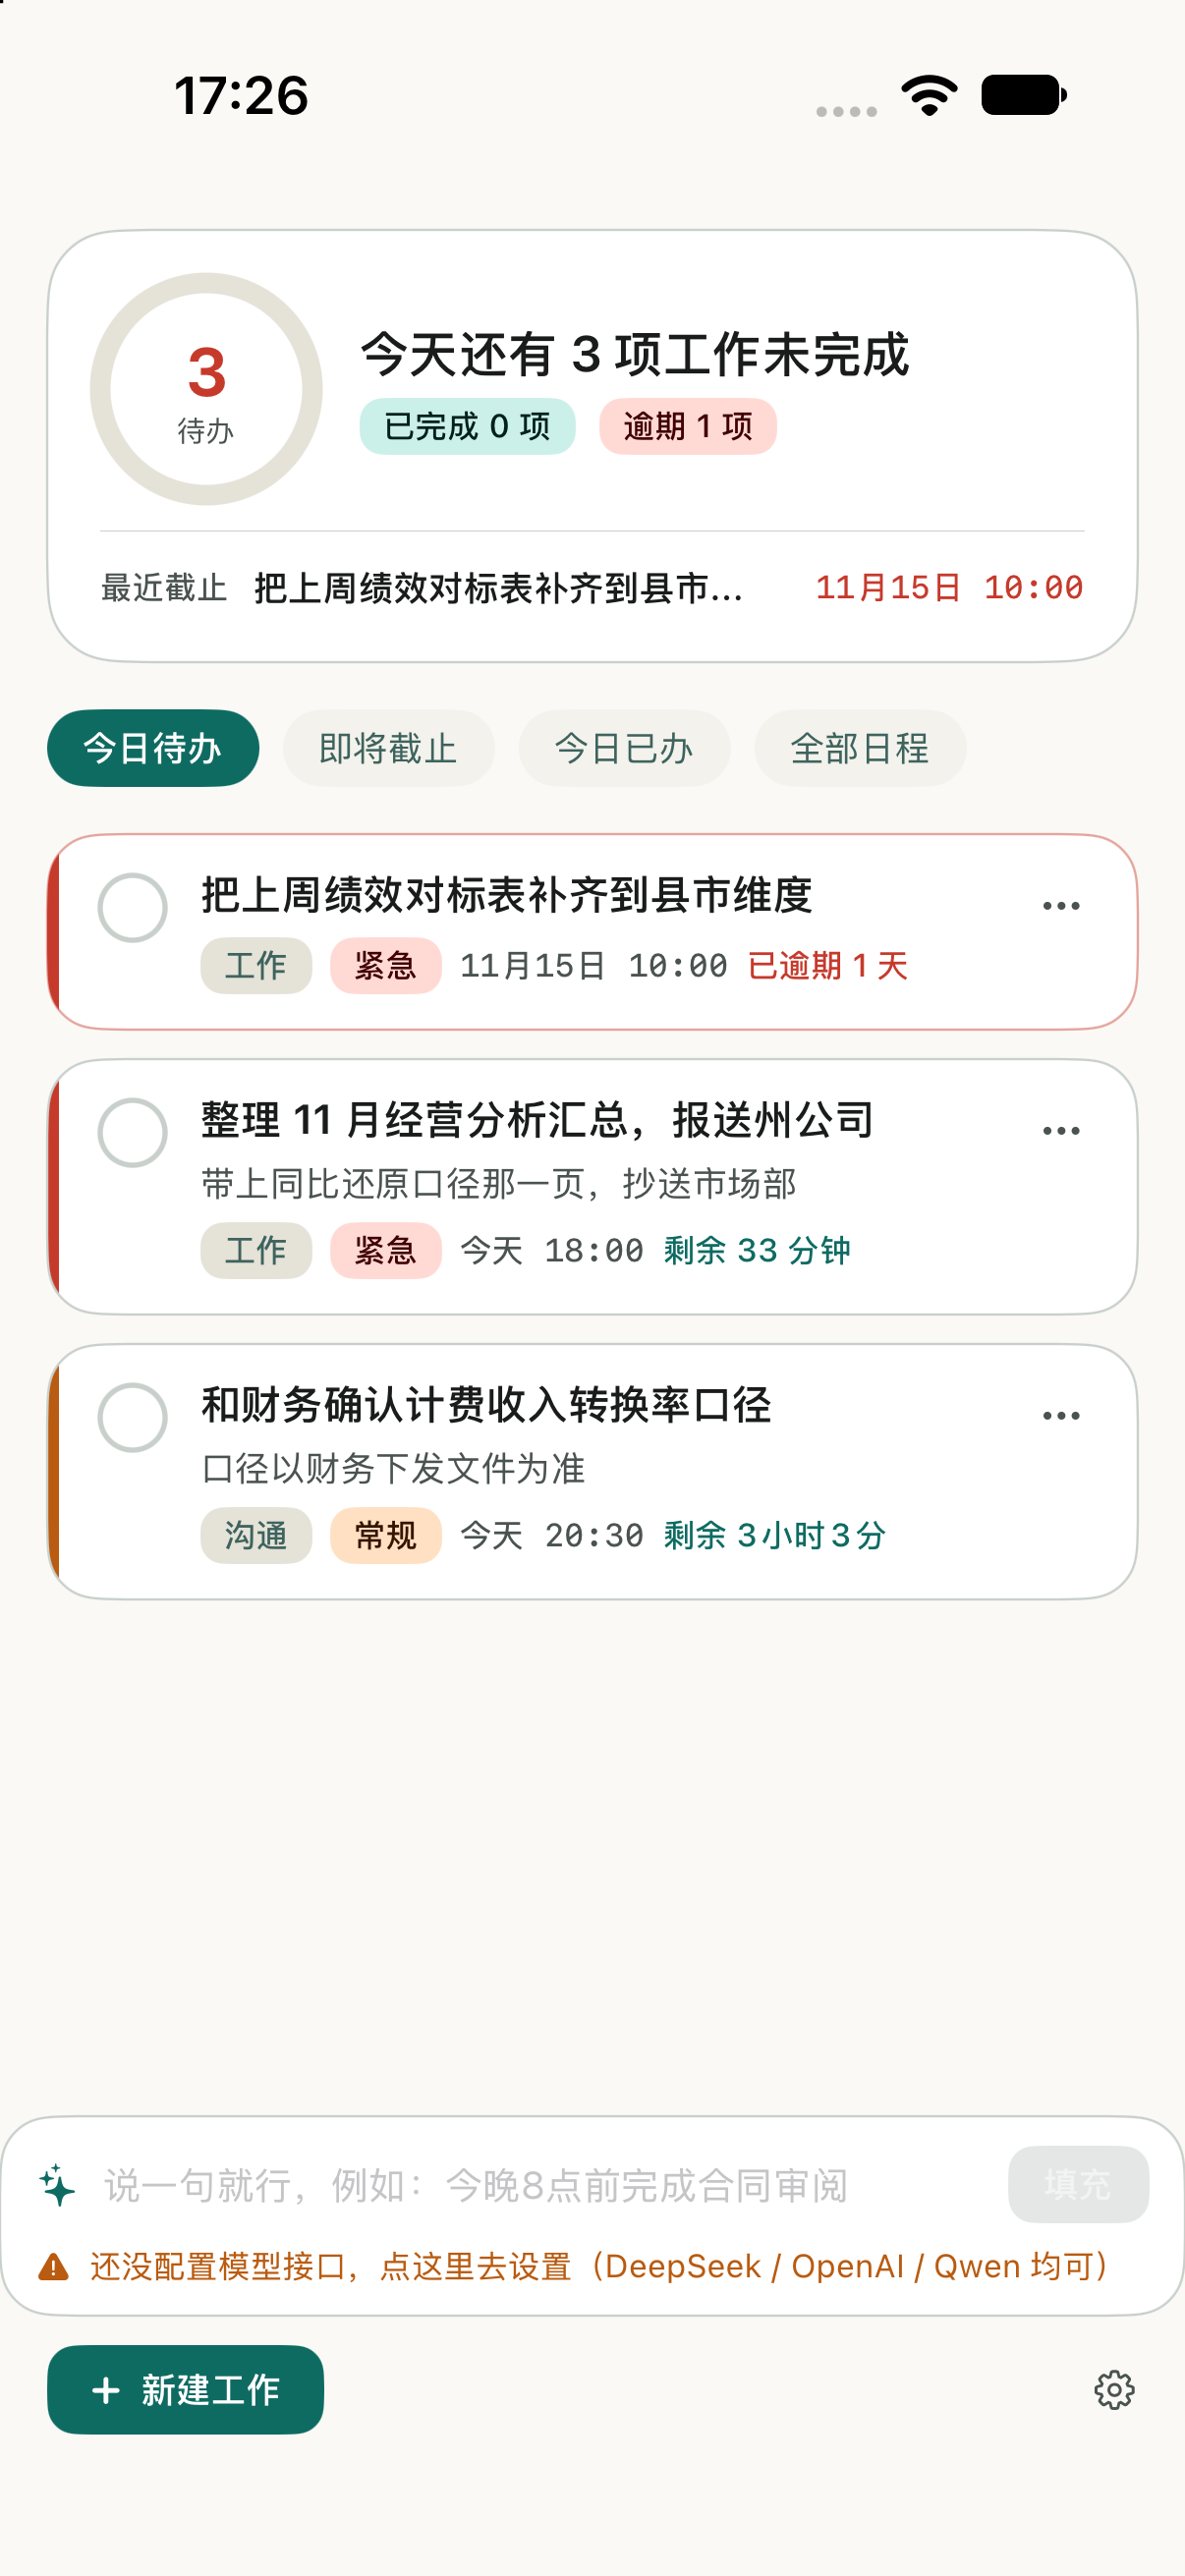 17:26
3
待办
今天还有 3 项工作未完成
已完成 0 项 逾期 1 项
最近截止 把上周绩效对标表补齐到县市... 11月15日 10:00
今日待办 即将截止 今日已办 全部日程
把上周绩效对标表补齐到县市维度
工作 紧急 11月15日 10:00 已逾期 1 天
整理 11 月经营分析汇总，报送州公司
带上同比还原口径那一页，抄送市场部
工作 紧急 今天 18:00 剩余 33 分钟
和财务确认计费收入转换率口径
口径以财务下发文件为准
沟通 常规 今天 20:30 剩余 3小时3分
说一句就行，例如：今晚8点前完成合同审阅 填充
还没配置模型接口，点这里去设置（DeepSeek / OpenAI / Qwen 均可）
+ 新建工作